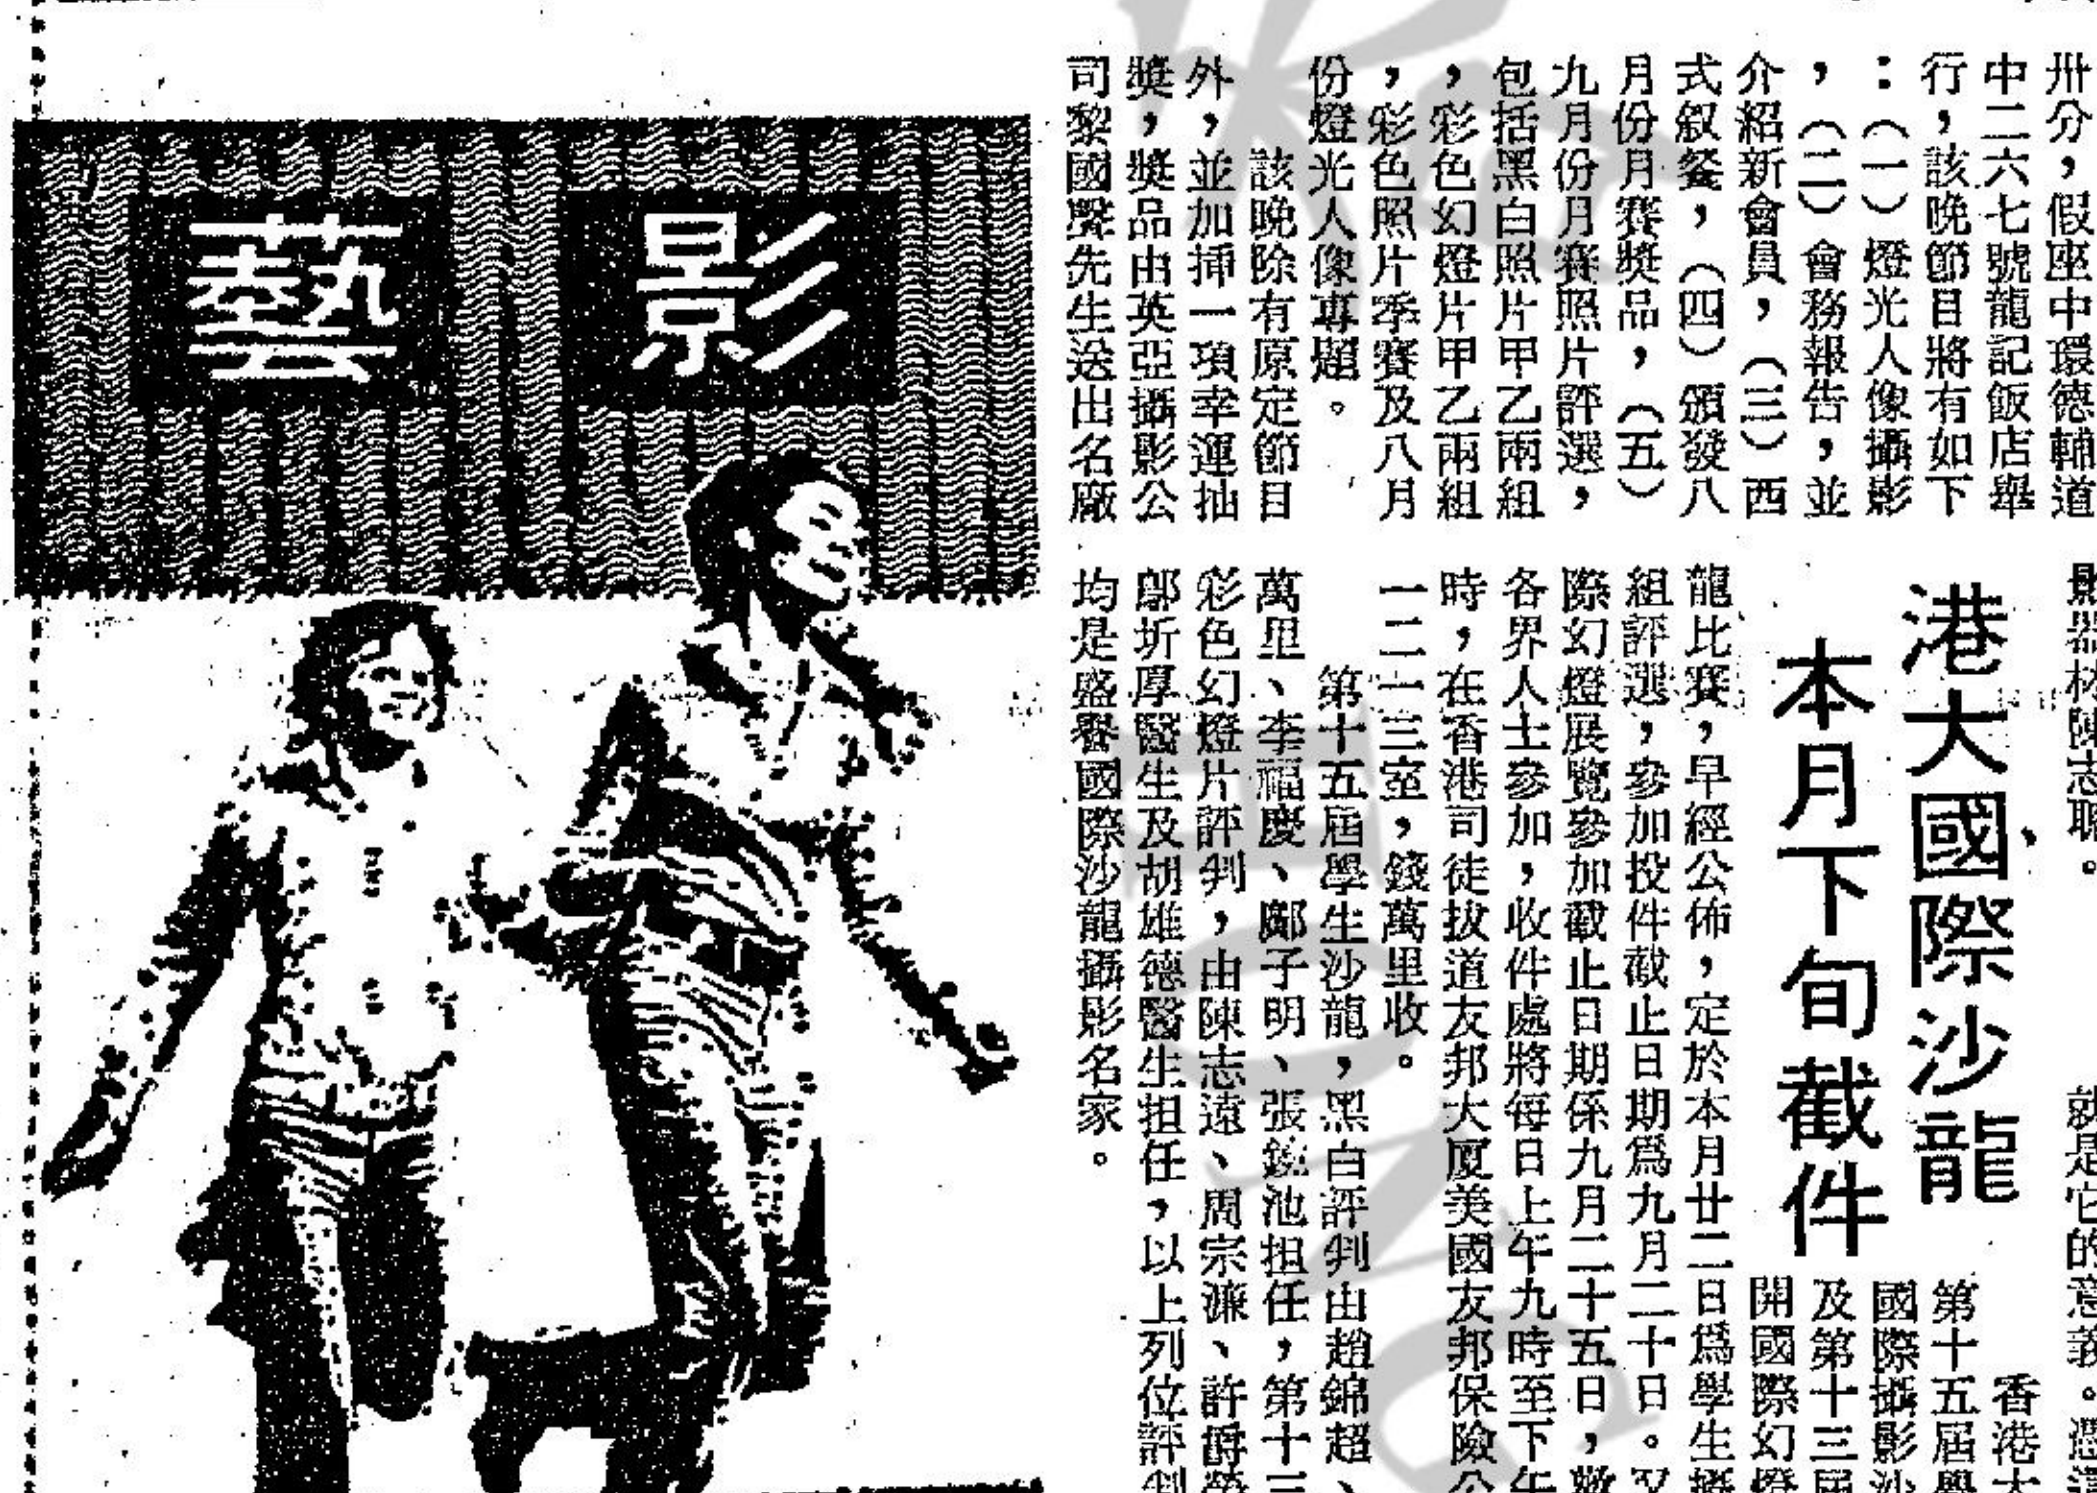 影藝
卅分，假座中環德輔道
中二六七號龍記飯店舉
行，該晚節目將有如下
：（一）燈光人像攝影
，（二）會務報告，並
介紹新會員，（三）西
式叙餐，（四）頒發八
月份月賽獎品，（五）
九月份月賽照片評選，
包括黑白照片甲乙兩組
，彩色幻燈片甲乙兩組
，彩色照片季賽及八月
份燈光人像專題。
該晚除有原定節目
外，並加揷一項幸運抽
獎，獎品由英亞攝影公
司黎國聲先生送出名廠
影器材陳志聰。
就是它的意義。
港大國際沙龍
本月下旬截件
香港大
第十五屆學
國際攝影沙
及第十三屆
開國際幻燈
龍比賽，早經公佈，定於本月廿二日爲學生攝
組評選，參加投件截止日期爲九月二十日。又
際幻燈展覽參加截止日期係九月二十五日，歡
各界人士參加，收件處將每日上午九時至下午
時，在香港司徒拔道友邦大厦美國友邦保險公
一二一三室，錢萬里收。
第十五屆學生沙龍，黑白評判由趙錦超、
萬里、李福慶、鄺子明、張鏡池担任，第十三
彩色幻燈片評判，由陳志遠、周宗濂、許爵榮
鄔圻厚醫生及胡雄德醫生担任，以上列位評判
均是盛譽國際沙龍攝影名家。